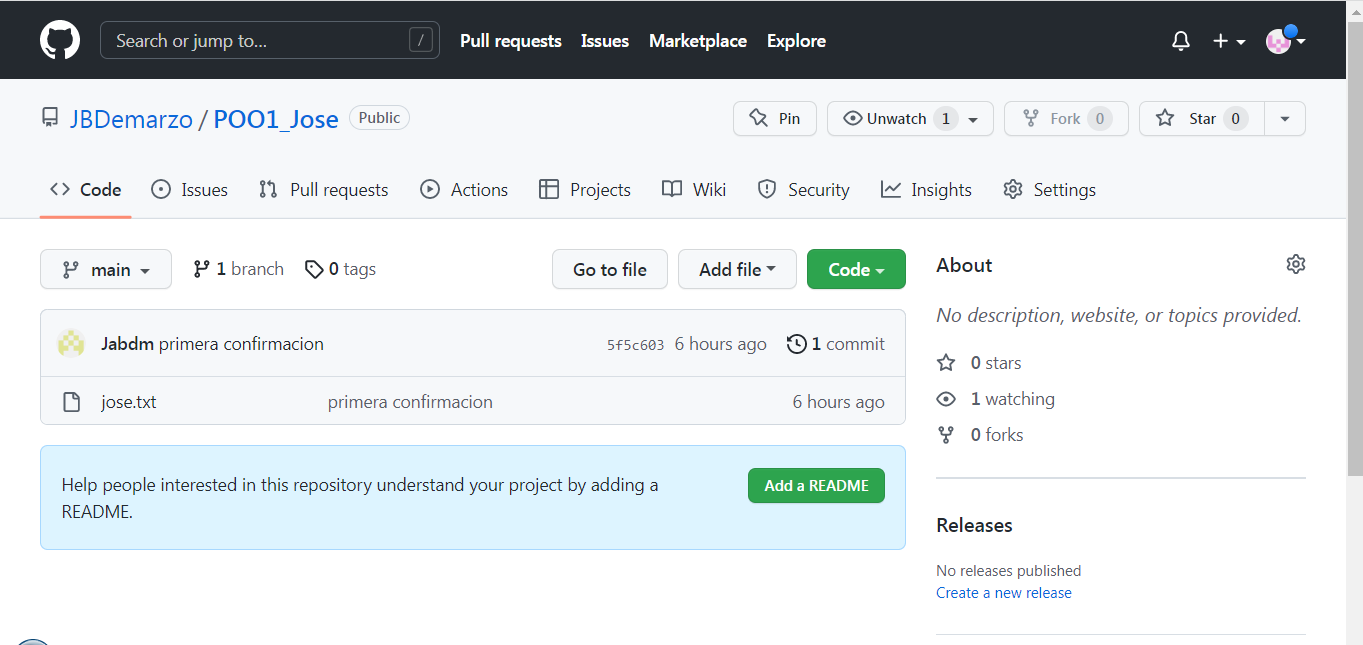 Search or jump to... /
Pull requests Issues Marketplace Explore
JBDemarzo / POO1_Jose Public
Pin Unwatch 1 Fork 0 Star 0
Code Issues Pull requests Actions Projects Wiki Security Insights Settings
main 1 branch 0 tags Go to file Add file Code
Jabdm primera confirmacion 5f5c603 6 hours ago 1 commit
jose.txt primera confirmacion 6 hours ago
Help people interested in this repository understand your project by adding a
README.
Add a README
About
No description, website, or topics provided.
0 stars
1 watching
0 forks
Releases
No releases published
Create a new release